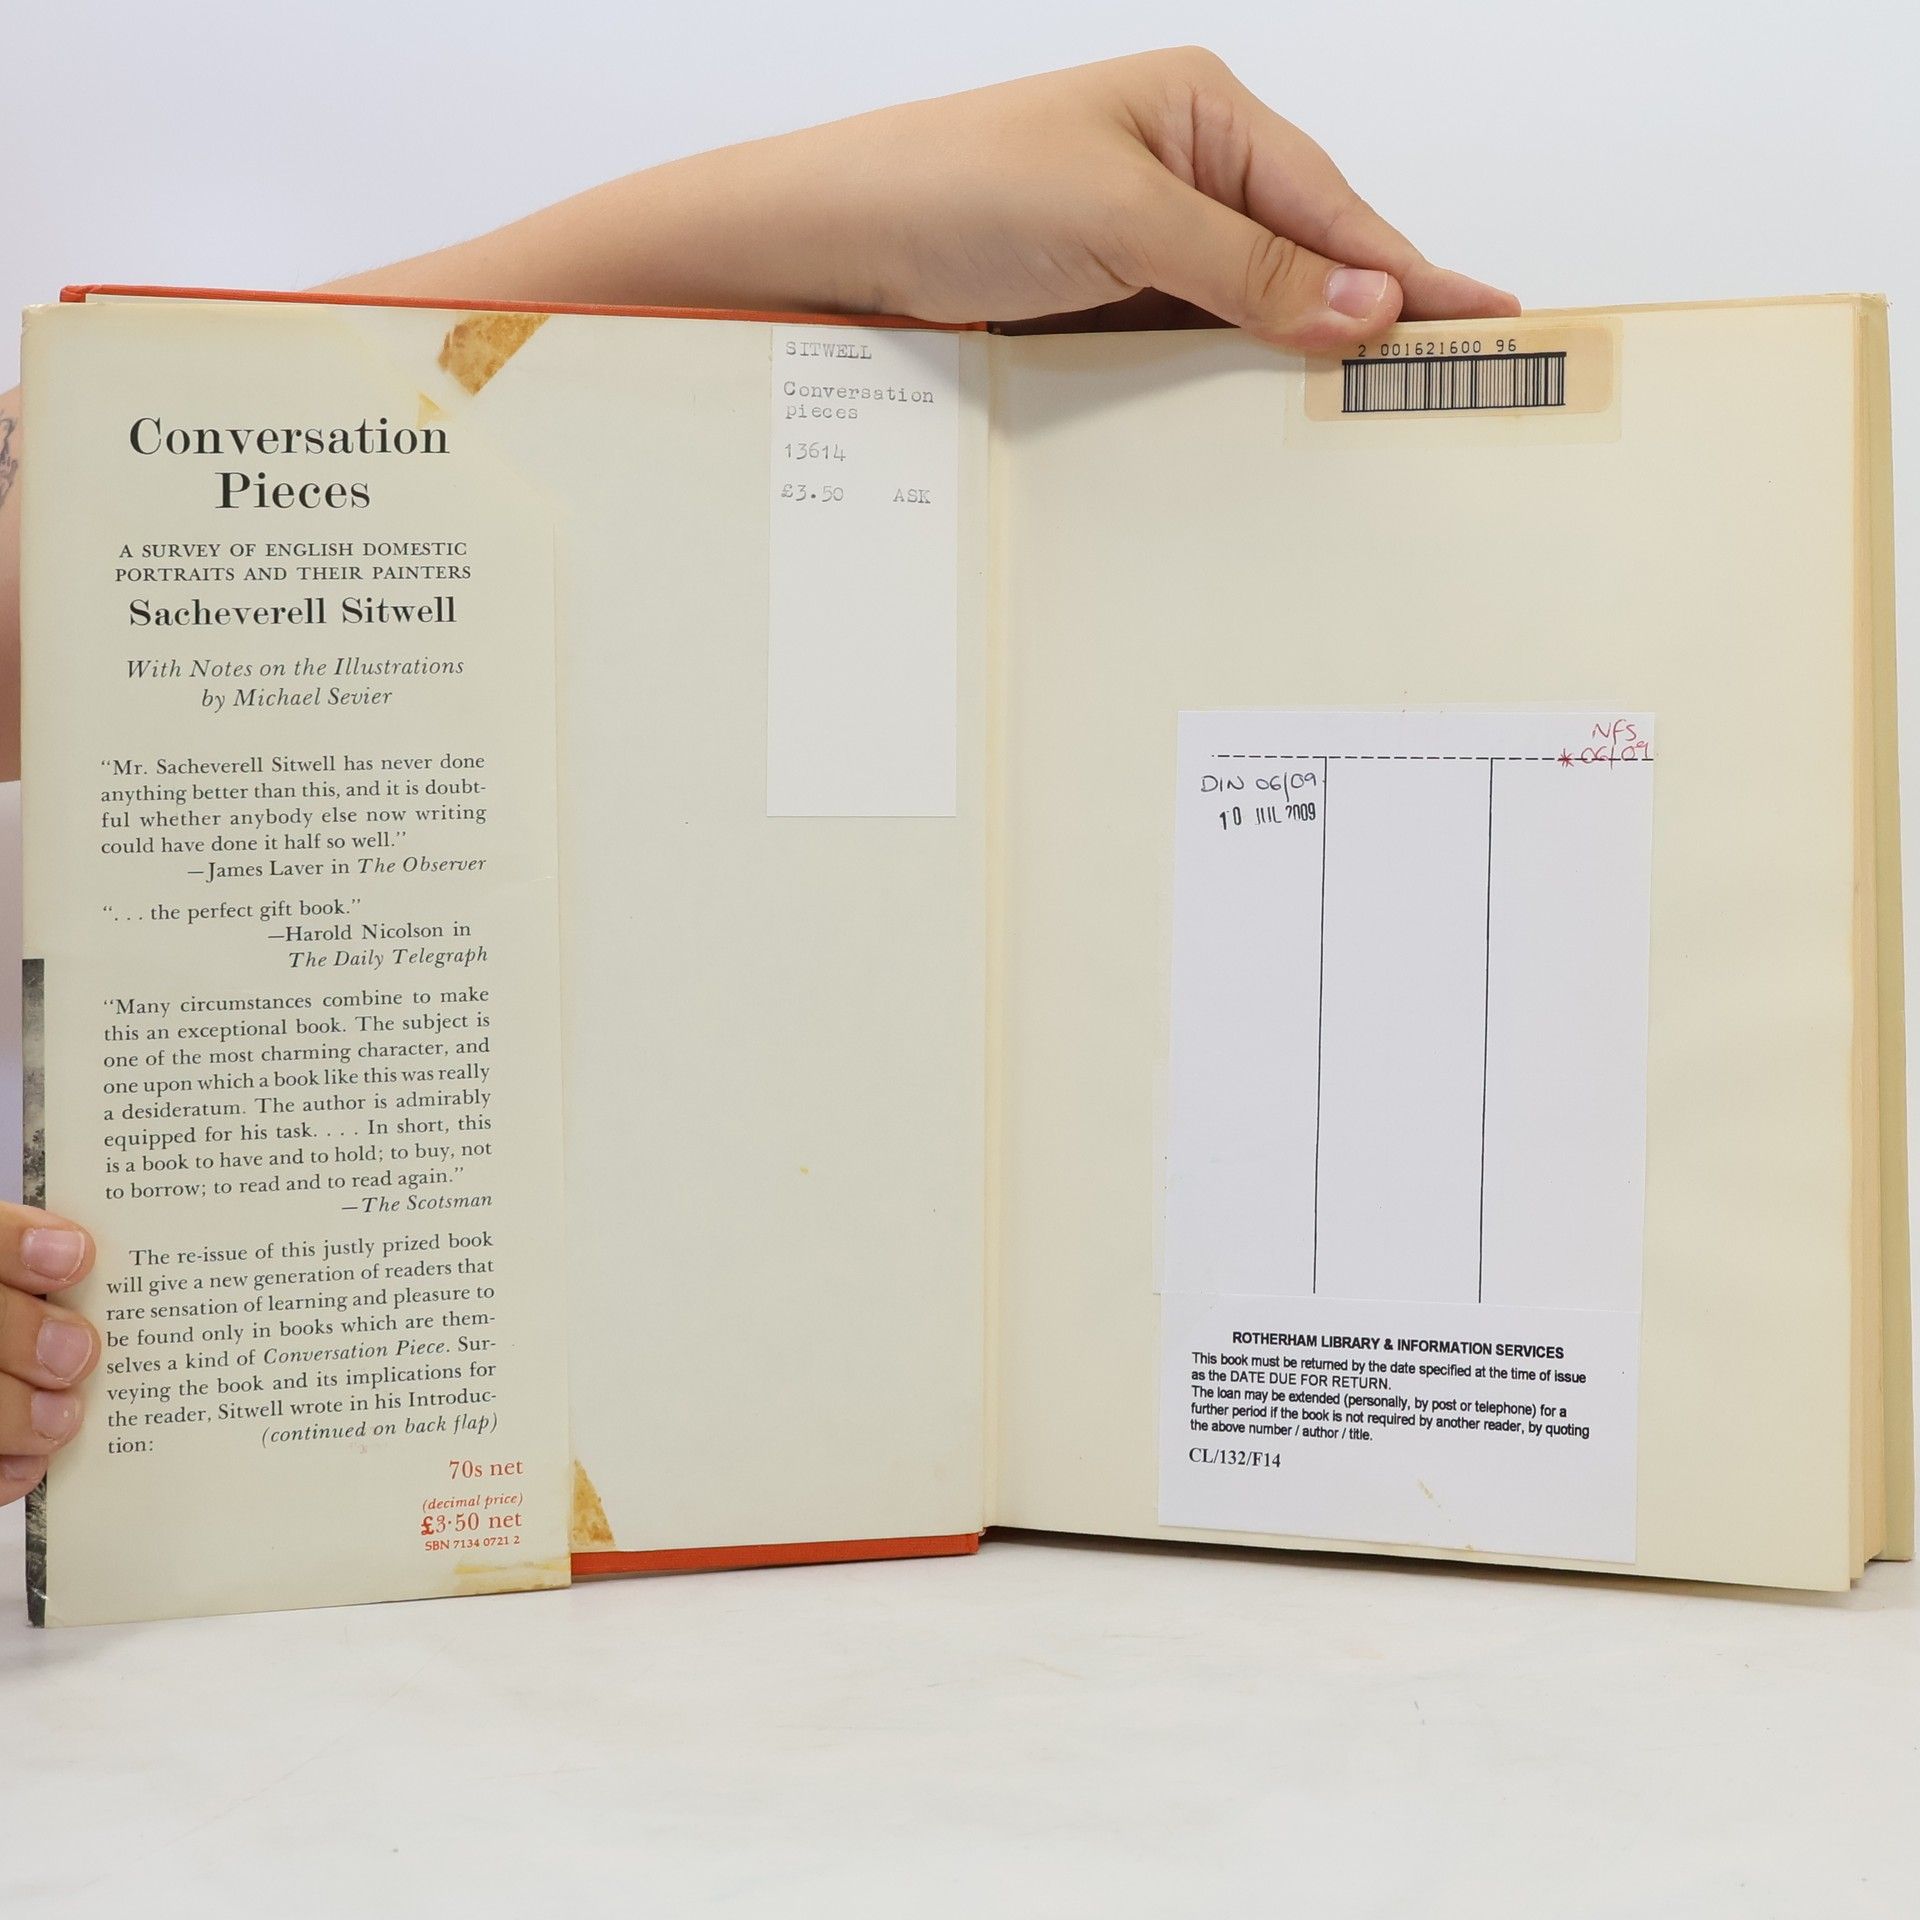 Conversation
Pieces
A SURVEY OF ENGLISH DOMESTIC
PORTRAITS AND THEIR PAINTERS
Sacheverell Sitwell
With Notes on the Illustrations
by Michael Sevier
“Mr. Sacheverell Sitwell has never done
anything better than this, and it is doubt-
ful whether anybody else now writing
could have done it half so well.”
—James Laver in The Observer
“. . . the perfect gift book.”
—Harold Nicolson in
The Daily Telegraph
“Many circumstances combine to make
this an exceptional book. The subject is
one of the most charming character, and
one upon which a book like this was really
a desideratum. The author is admirably
equipped for his task. . . . In short, this
is a book to have and to hold; to buy, not
to borrow; to read and to read again.”
—The Scotsman
The re-issue of this justly prized book
will give a new generation of readers that
rare sensation of learning and pleasure to
be found only in books which are them-
selves a kind of Conversation Piece. Sur-
veying the book and its implications for
the reader, Sitwell wrote in his Introduc-
tion: (continued on back flap)
70s net
(decimal price)
£3·50 net
SBN 7134 0721 2
SITWELL
Conversation
pieces
13614
£3.50 ASK
2 001621600 96
NFS
* 06/09
DIN 06/09
10 JUL 2009
ROTHERHAM LIBRARY & INFORMATION SERVICES
This book must be returned by the date specified at the time of issue
as the DATE DUE FOR RETURN.
The loan may be extended (personally, by post or telephone) for a
further period if the book is not required by another reader, by quoting
the above number / author / title.
CL/132/F14